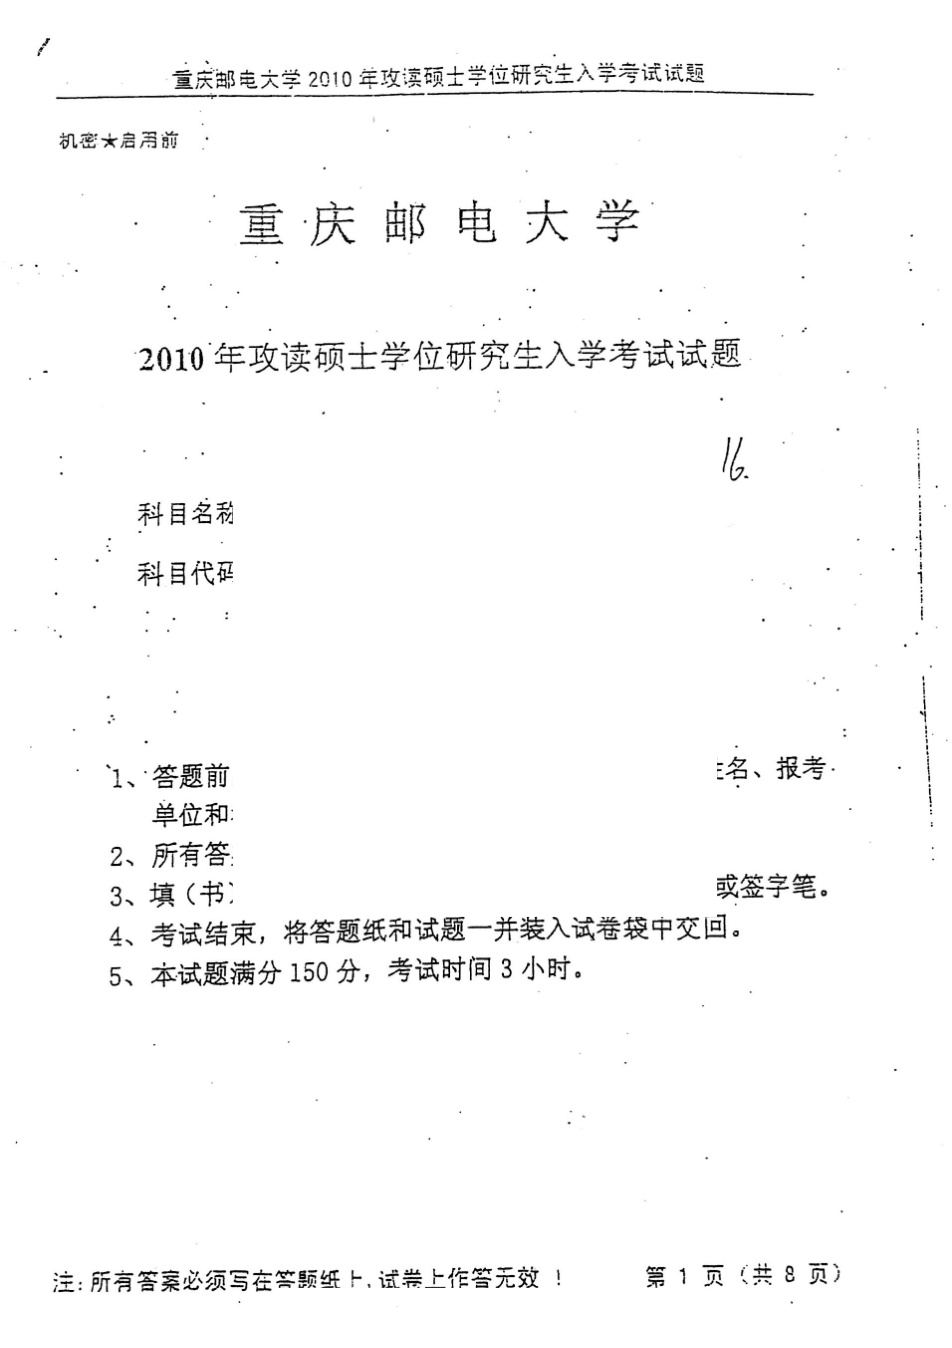 重庆邮电大学2010年攻读硕士学位研究生入学考试试题
机密★启用前
重庆邮电大学
2010年攻读硕士学位研究生入学考试试题
16.
科目名称
科目代码
1、答题前 名、报考
单位和
2、所有答
3、填（书） 或签字笔。
4、考试结束，将答题纸和试题一并装入试卷袋中交回。
5、本试题满分150分，考试时间3小时。
注:所有答案必须写在答题纸上,试卷上作答无效！ 第1页（共8页）